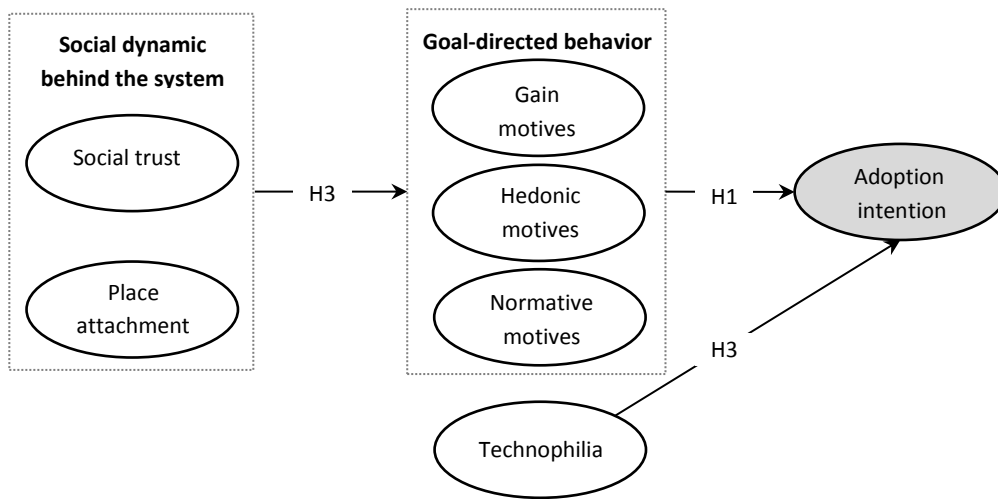 Social dynamic
behind the system
Social trust
Place
attachment
H3
Goal-directed behavior
Gain
motives
Hedonic
motives
Normative
motives
H1
Adoption
intention
H3
Technophilia